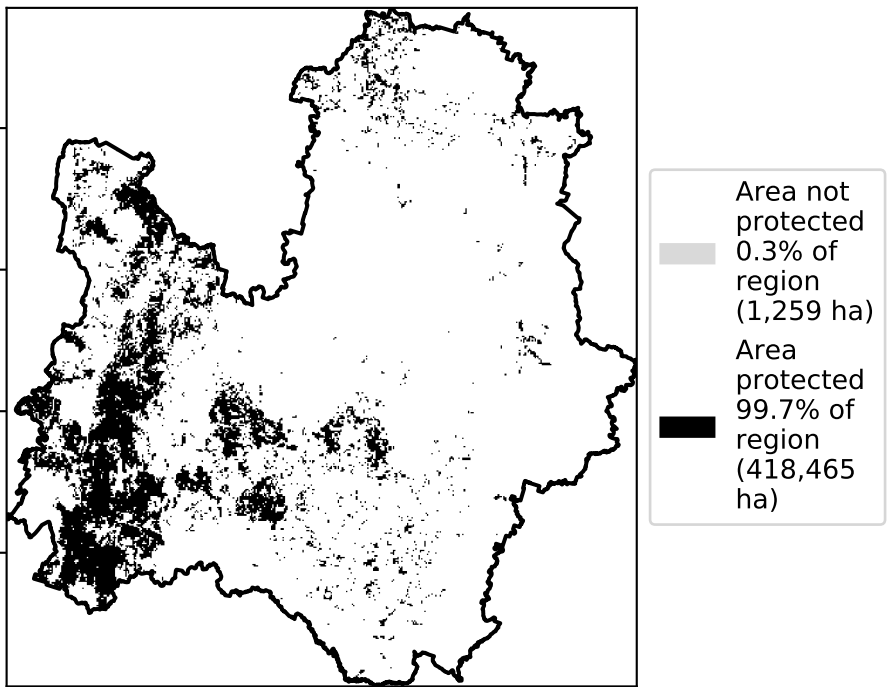 Area not
protected
0.3% of
region
(1,259 ha)
Area
protected
99.7% of
region
(418,465
ha)